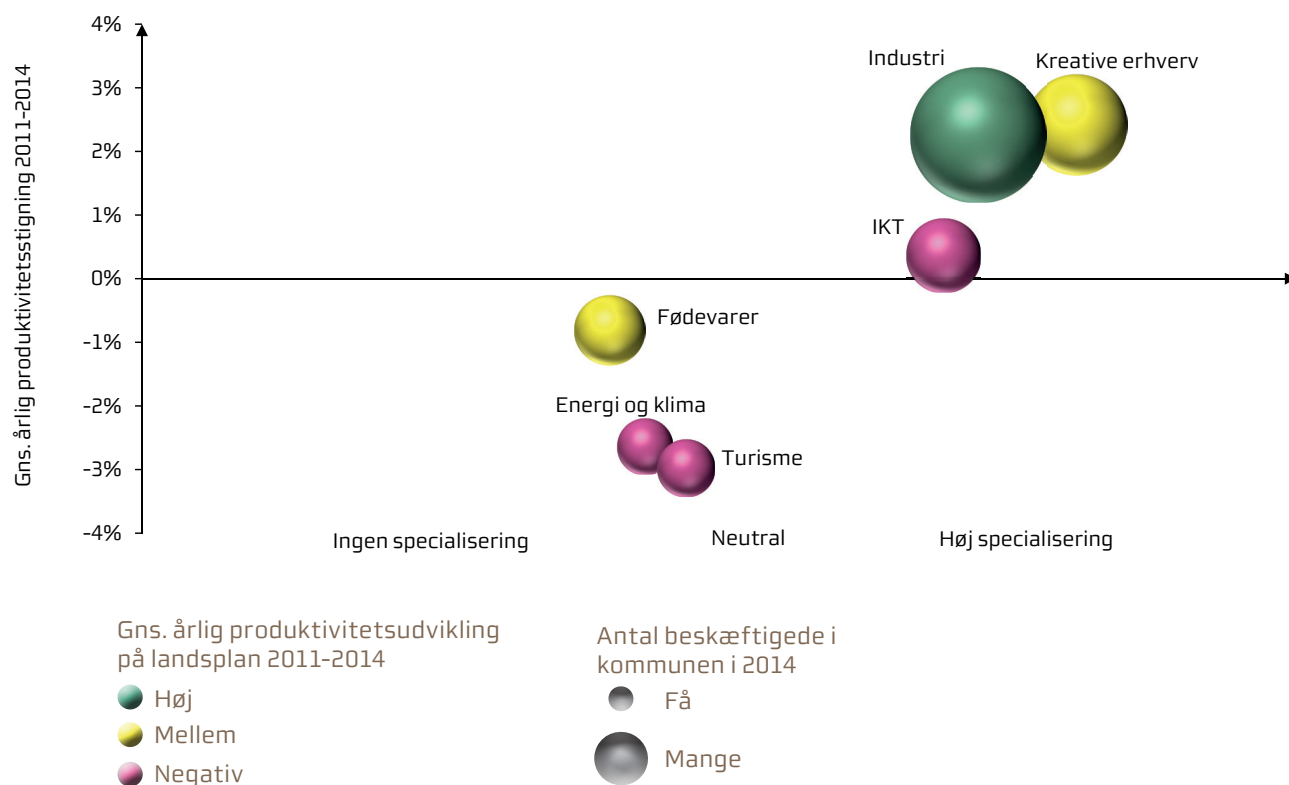 Gns. årlig produktivitetsstigning 2011-2014
4%
3%
2%
1%
0%
-1%
-2%
-3%
-4%
Industri
Kreative erhverv
IKT
Fødevarer
Energi og klima
Turisme
Ingen specialisering
Neutral
Høj specialisering
Gns. årlig produktivitetsudvikling
på landsplan 2011-2014
Høj
Mellem
Negativ
Antal beskæftigede i
kommunen i 2014
Få
Mange